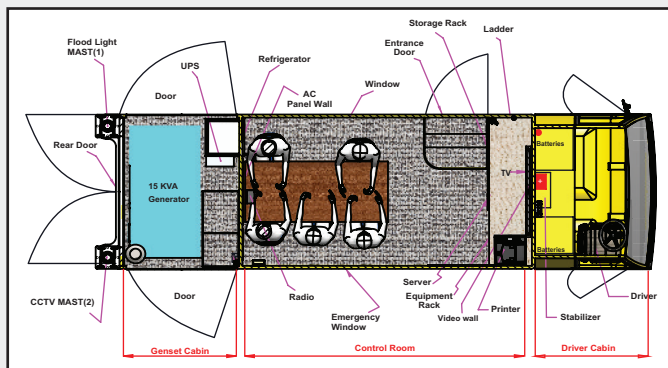 Storage Rack
Ladder
Flood Light
MAST(1)
Refrigerator
Entrance
Door
UPS
AC
Panel Wall
Window
Door
Rear Door
Batteries
TV
15 KVA
Generator
Batteries
Door
CCTV MAST(2)
Radio
Emergency
Window
Server
Equipment
Rack
Video wall
Printer
Stabilizer
Driver
Genset Cabin
Control Room
Driver Cabin